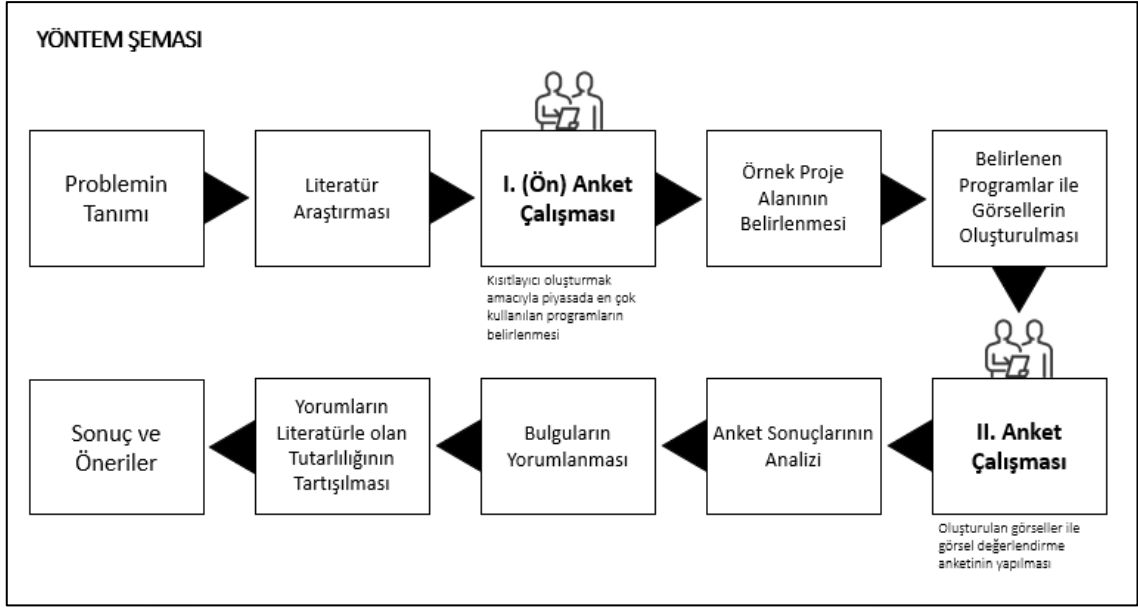 YÖNTEM ŞEMASI
Problemin
Tanımı
Literatür
Araştırması
I. (Ön) Anket
Çalışması
Kısıtlayıcı oluşturmak
amacıyla piyasada en çok
kullanılan programların
belirlenmesi
Örnek Proje
Alanının
Belirlenmesi
Belirlenen
Programlar ile
Görsellerin
Oluşturulması
II. Anket
Çalışması
Oluşturulan görseller ile
görsel değerlendirme
anketinin yapılması
Anket Sonuçlarının
Analizi
Bulguların
Yorumlanması
Yorumların
Literatürle olan
Tutarlılığının
Tartışılması
Sonuç ve
Öneriler